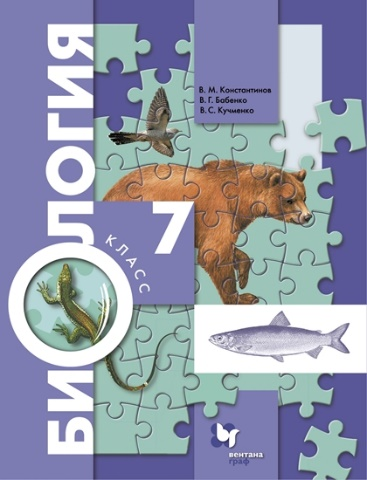 В. М. Константинов
В. Г. Бабенко
В. С. Кучменко
БИОЛОГИЯ
7
КЛАСС
вентана
граф